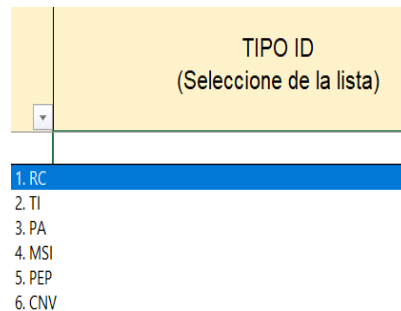 TIPO ID
(Seleccione de la lista)
1. RC
2. TI
3. PA
4. MSI
5. PEP
6. CNV